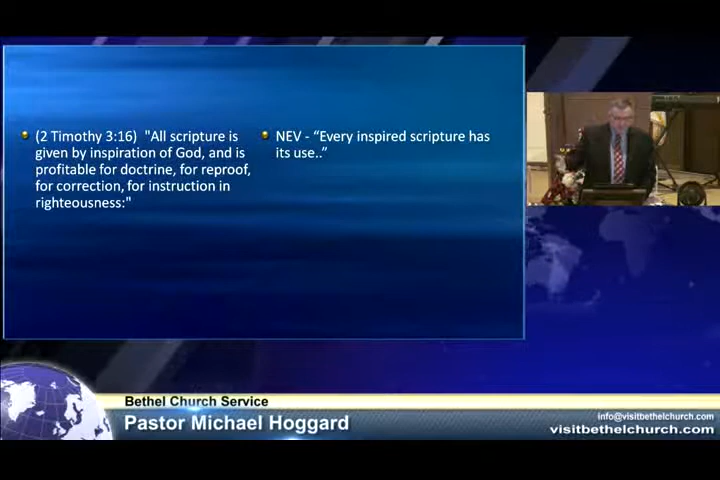 (2 Timothy 3:16) "All scripture is
given by inspiration of God, and is
profitable for doctrine, for reproof,
for correction, for instruction in
righteousness:"
NEV - “Every inspired scripture has
its use..”
Bethel Church Service
Pastor Michael Hoggard
info@visitbethelchurch.com
visitbethelchurch.com